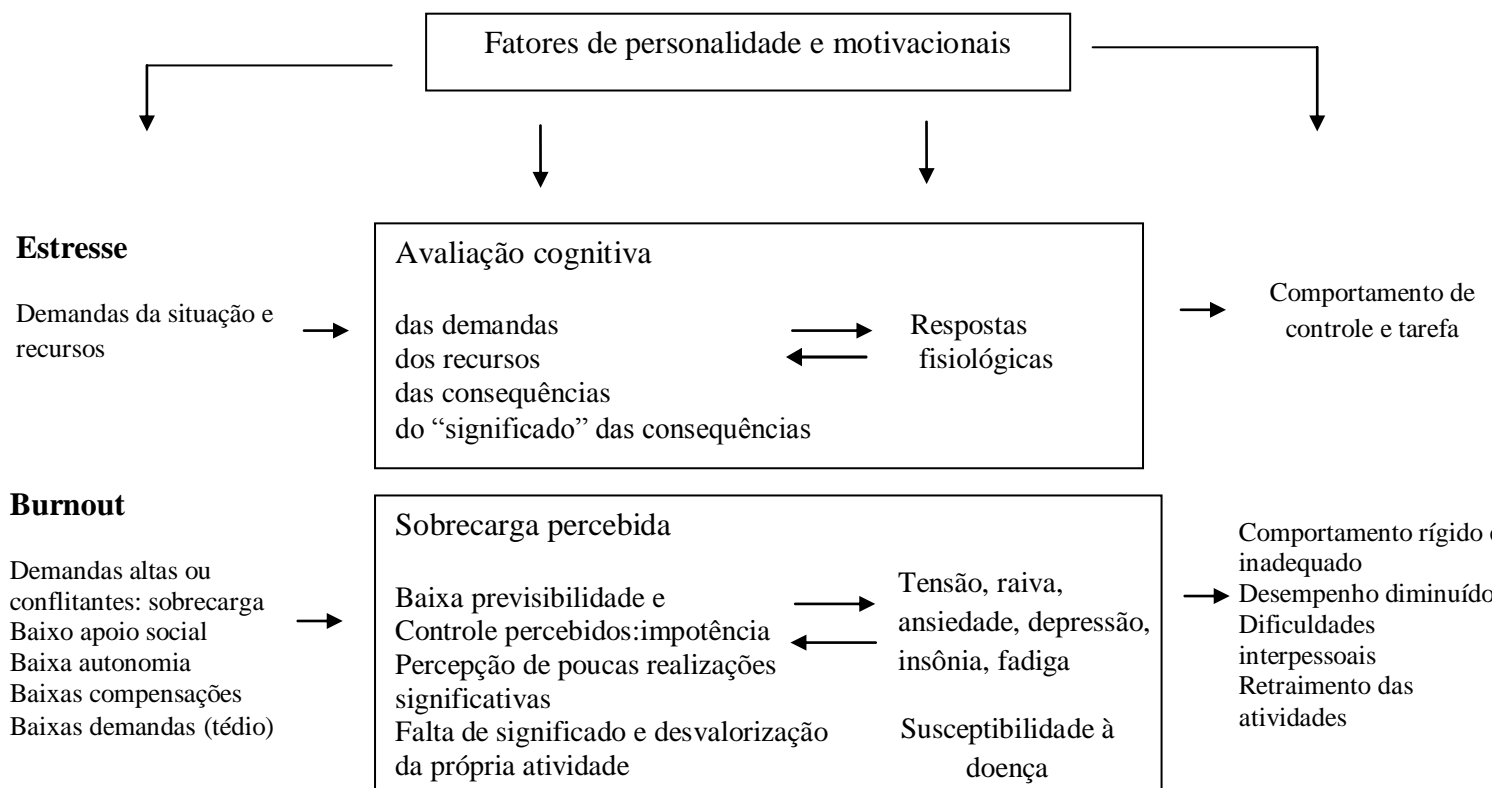 Fatores de personalidade e motivacionais
Estresse
Demandas da situação e
recursos
Avaliação cognitiva
das demandas
dos recursos
das consequências
do “significado” das consequências
Respostas
fisiológicas
Comportamento de
controle e tarefa
Burnout
Demandas altas ou
conflitantes: sobrecarga
Baixo apoio social
Baixa autonomia
Baixas compensações
Baixas demandas (tédio)
Sobrecarga percebida
Baixa previsibilidade e
Controle percebidos:impotência
Percepção de poucas realizações
significativas
Falta de significado e desvalorização
da própria atividade
Tensão, raiva,
ansiedade, depressão,
insônia, fadiga
Susceptibilidade à
doença
Comportamento rígido
inadequado
Desempenho diminuído
Dificuldades
interpessoais
Retraimento das
atividades